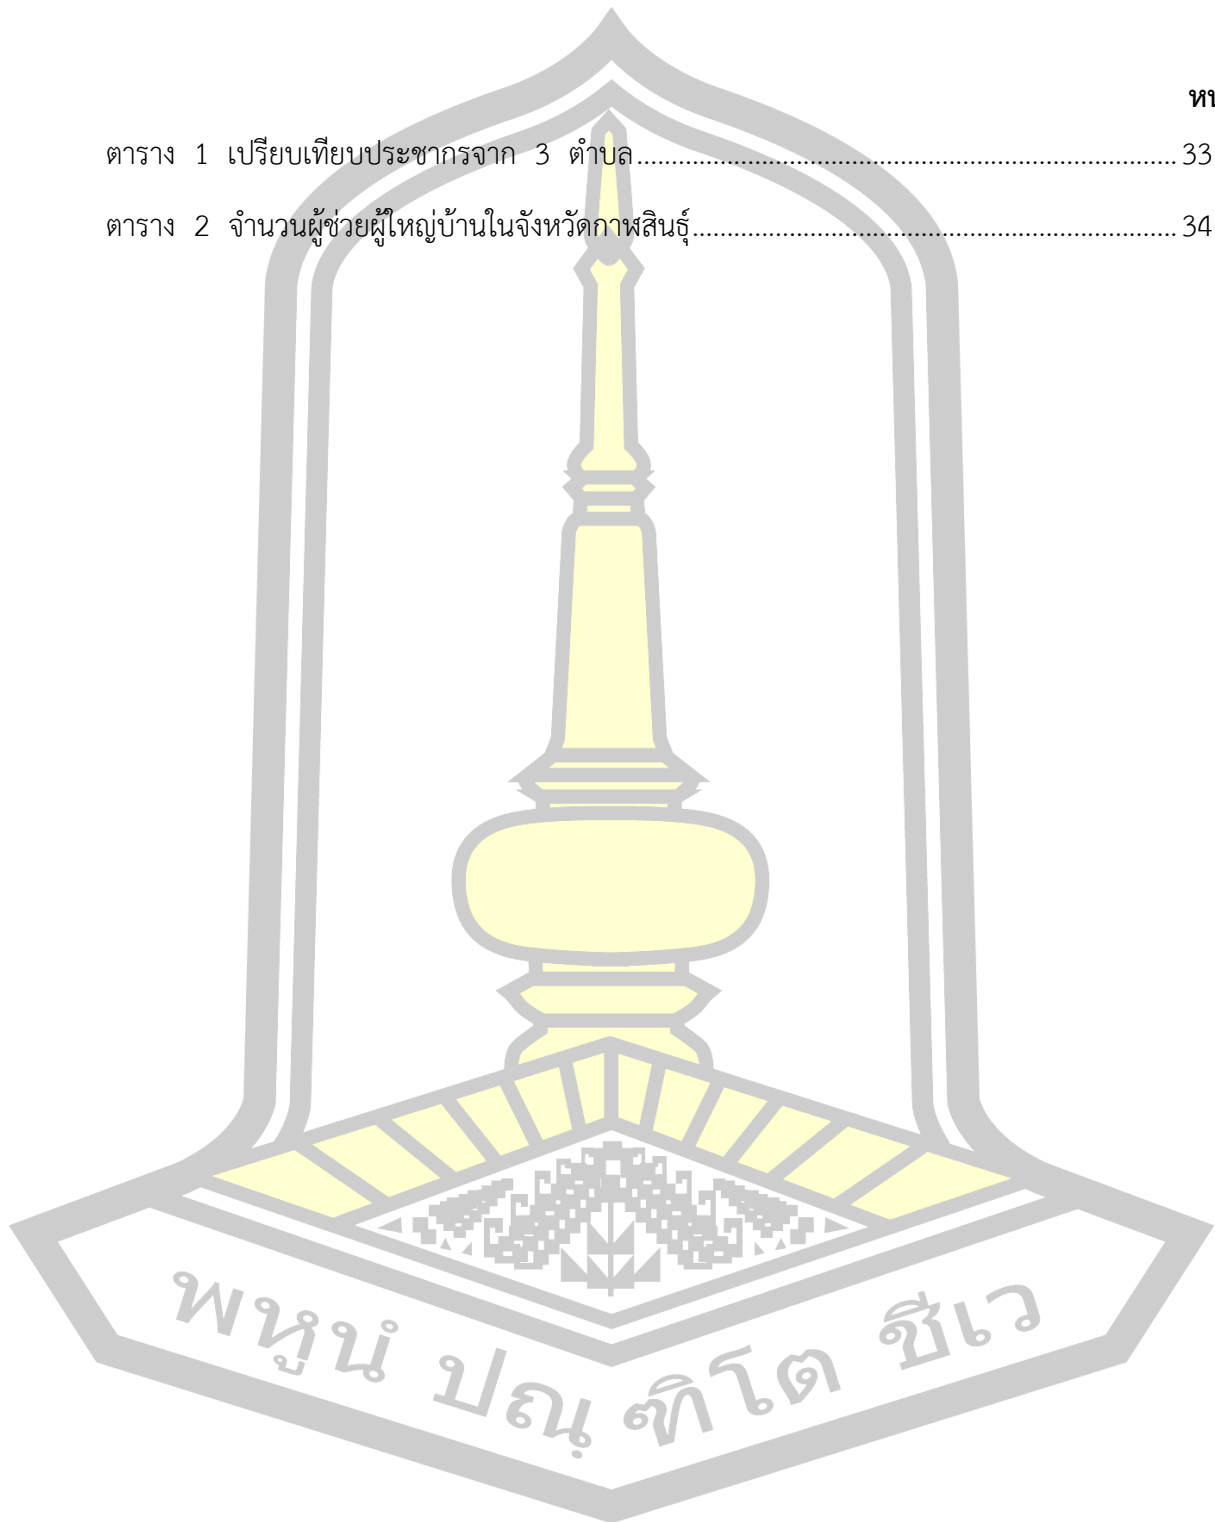 ตาราง 1 เปรียบเทียบประชากรจาก 3 ตำบล........................................................................... 33
ตาราง 2 จำนวนผู้ช่วยผู้ใหญ่บ้านในจังหวัดกาฬสินธุ์................................................................... 34
พหูนํ ปณฺฑิโต ชีเว